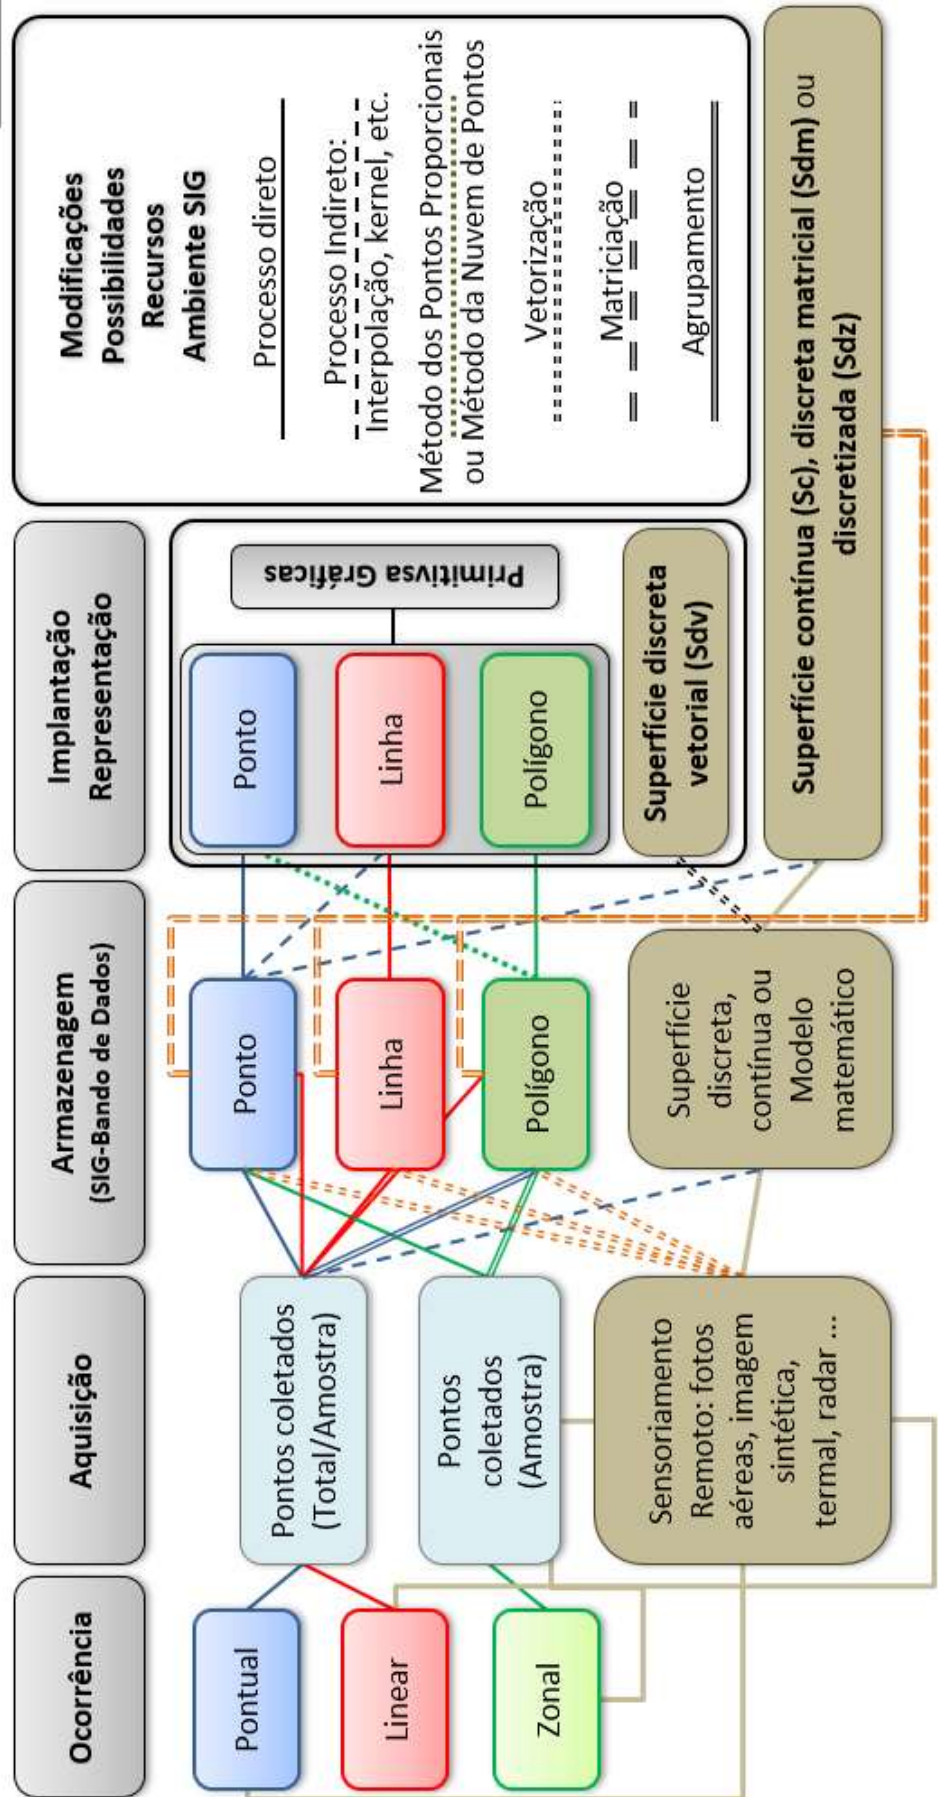 Ocorrência
Aquisição
Armazenagem
(SIG-Bando de Dados)
Implantação
Representação
Modificações
Possibilidades
Recursos
Ambiente SIG
Processo direto
Processo Indireto:
Interpolação, kernel, etc.
Método dos Pontos Proporcionais
ou Método da Nuvem de Pontos
Vetorização
Matriciação
Agrupamento
Pontual
Linear
Zonal
Pontos coletados
(Total/Amostra)
Pontos
coletados
(Amostra)
Sensoriamento
Remoto: fotos
aéreas, imagem
sintética,
termal, radar ...
Ponto
Linha
Polígono
Superfície
discreta,
contínua ou
Modelo
matemático
Ponto
Linha
Polígono
Primitivsa Gráficas
Superfície discreta
vetorial (Sdv)
Superfície contínua (Sc), discreta matricial (Sdm) ou
discretizada (Sdz)